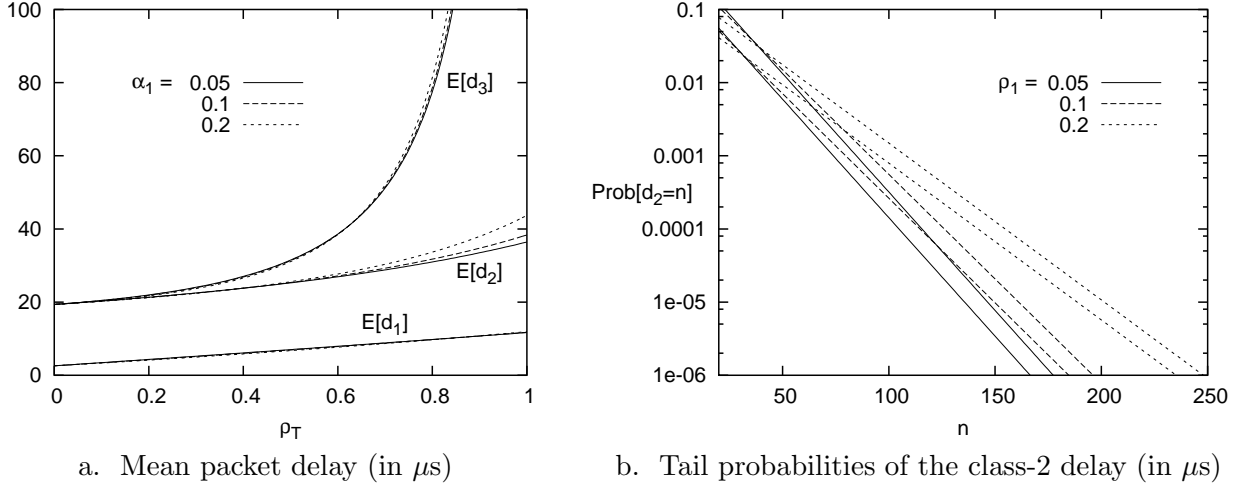 100
80
60
40
20
0
0 0.2 0.4 0.6 0.8 1
ρT
α1 = 0.05
0.1
0.2
E[d3]
E[d2]
E[d1]
a. Mean packet delay (in μs)
0.1
0.01
0.001
Prob[d2=n]
0.0001
1e-05
1e-06
50 100 150 200 250
n
ρ1 = 0.05
0.1
0.2
b. Tail probabilities of the class-2 delay (in μs)